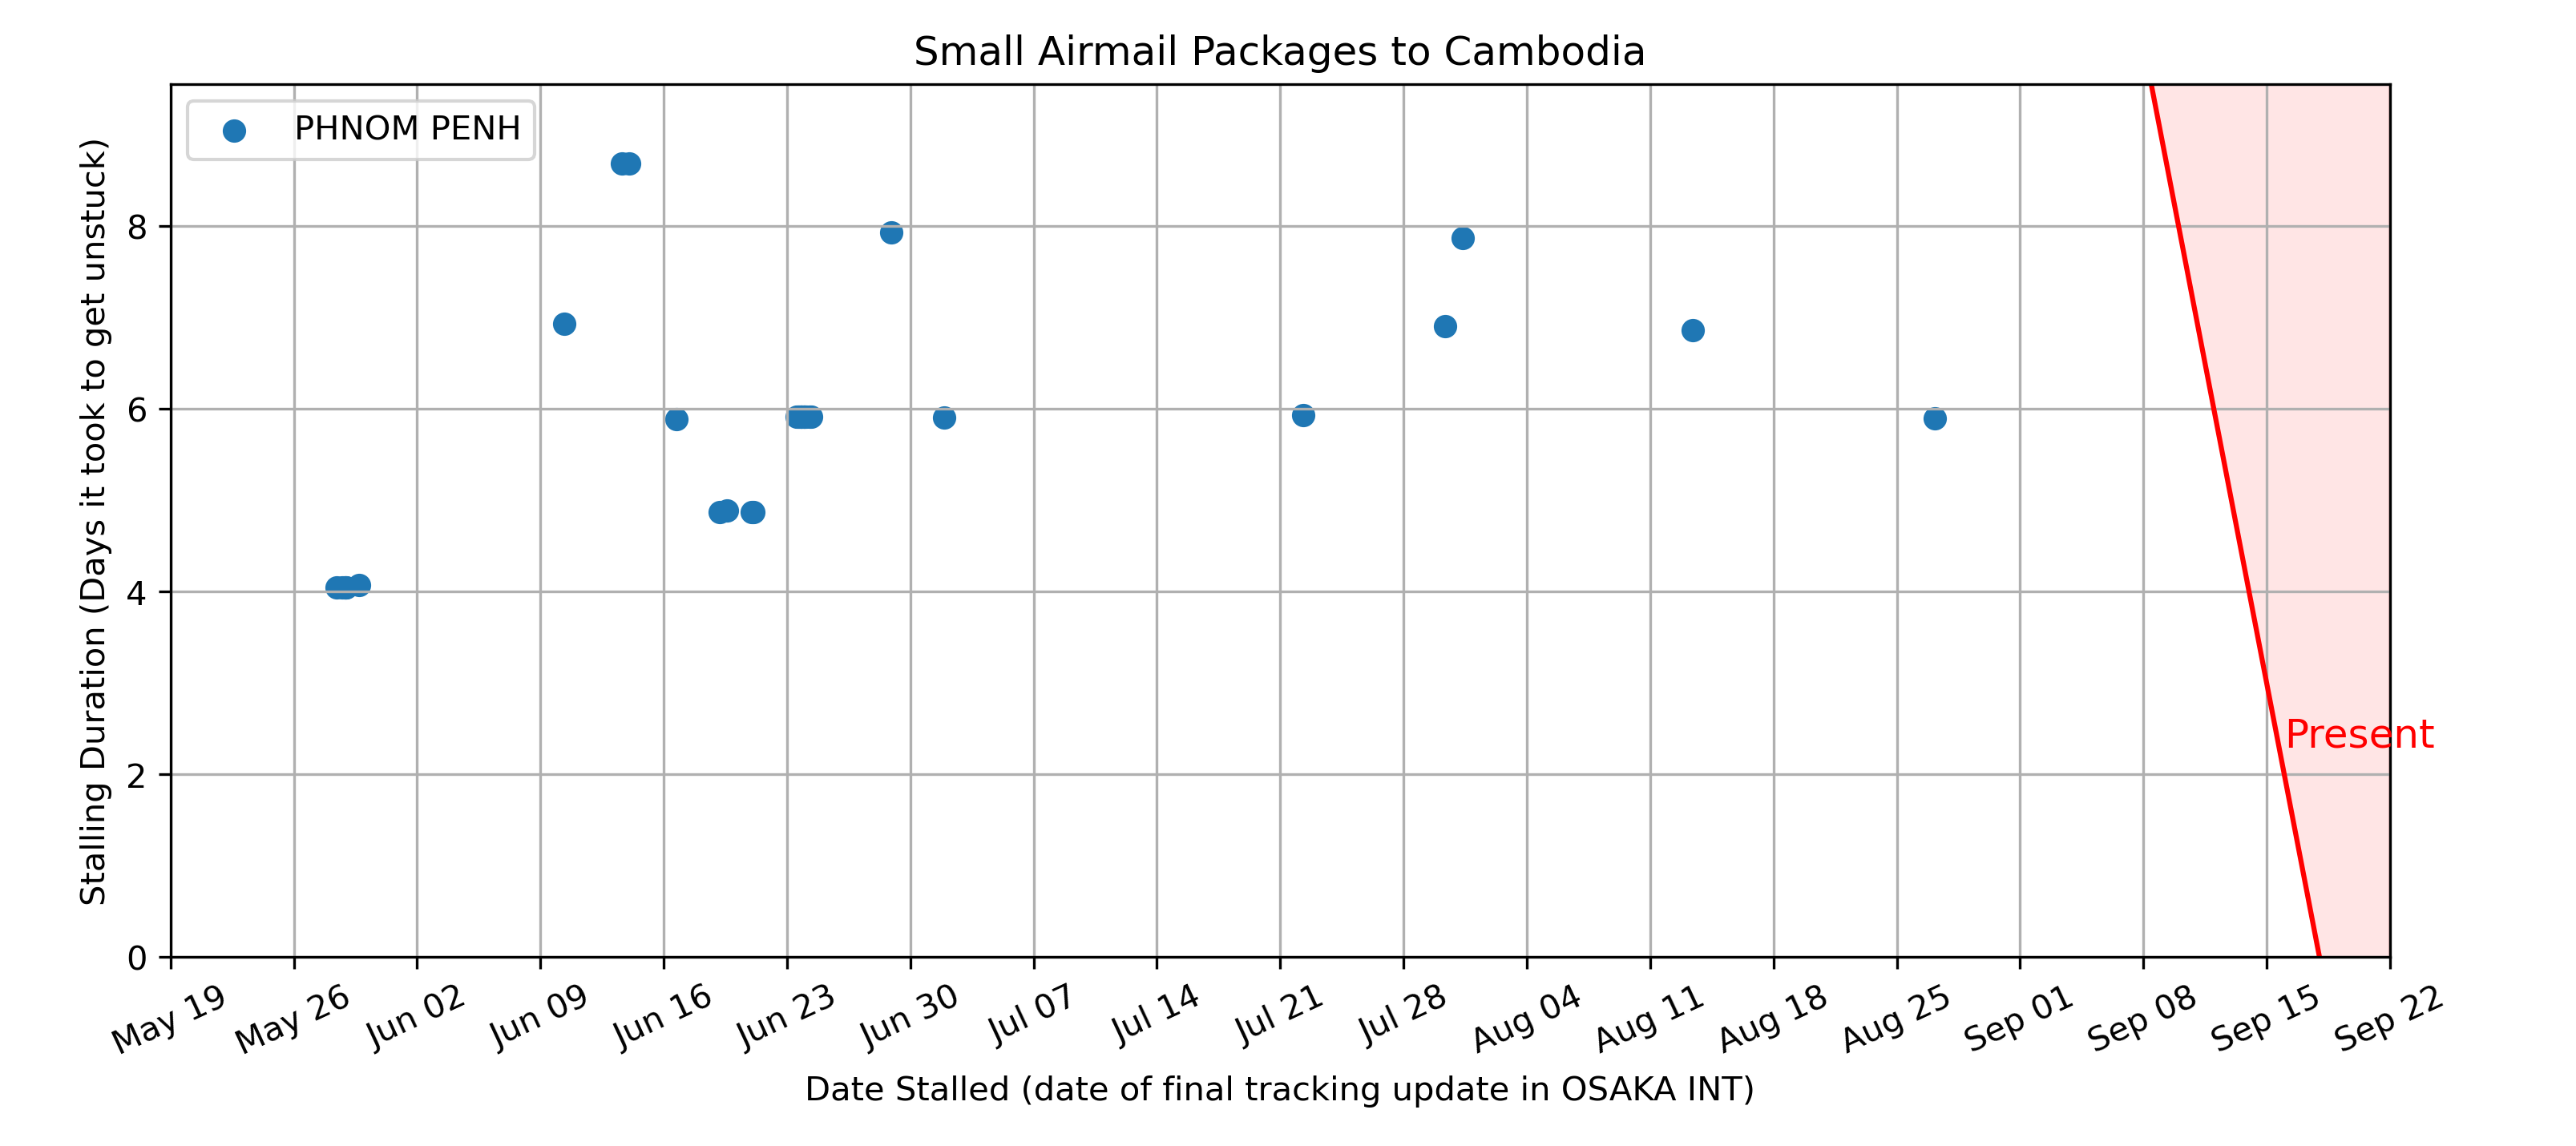 Small Airmail Packages to Cambodia
PHNOM PENH
Stalling Duration (Days it took to get unstuck)
8
6
4
2
0
Present
May 19
May 26
Jun 02
Jun 09
Jun 16
Jun 23
Jun 30
Jul 07
Jul 14
Jul 21
Jul 28
Aug 04
Aug 11
Aug 18
Aug 25
Sep 01
Sep 08
Sep 15
Sep 22
Date Stalled (date of final tracking update in OSAKA INT)